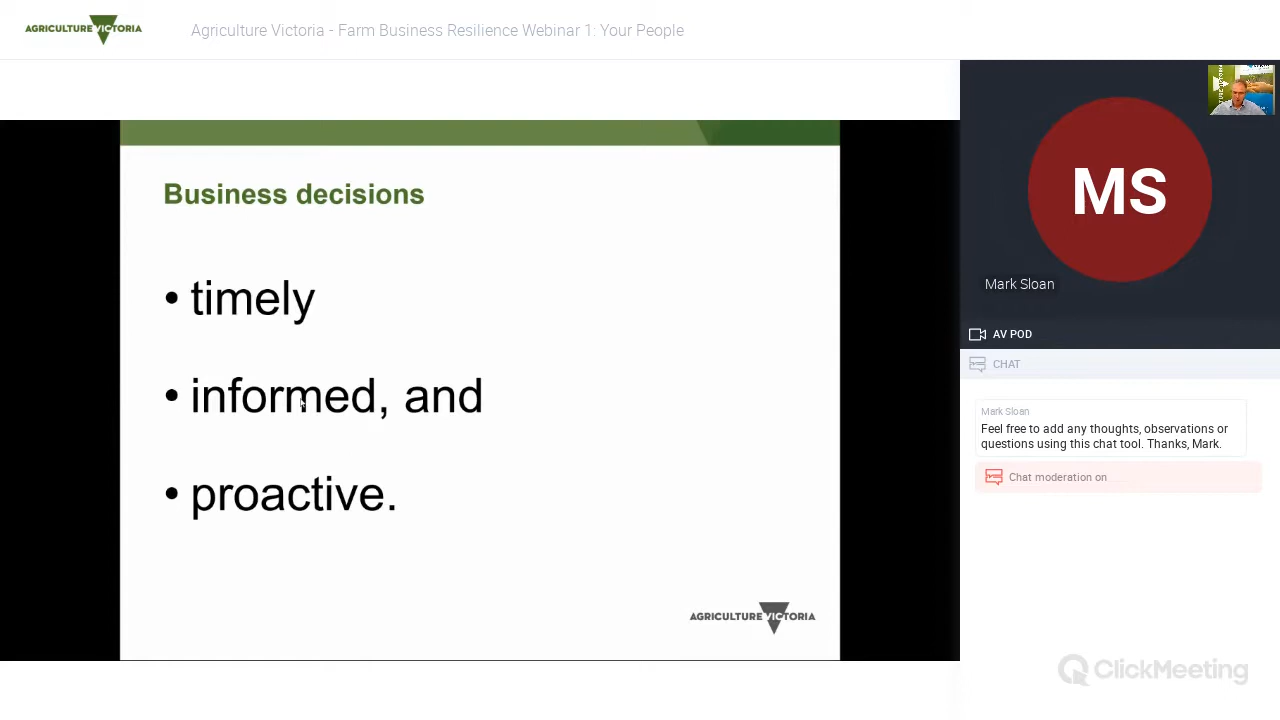 AGRICULTURE VICTORIA
Agriculture Victoria - Farm Business Resilience Webinar 1: Your People
Business decisions
• timely
• informed, and
• proactive.
AGRICULTURE VICTORIA
MS
Mark Sloan
AV POD
CHAT
Mark Sloan
Feel free to add any thoughts, observations or
questions using this chat tool. Thanks, Mark.
Chat moderation on
ClickMeeting